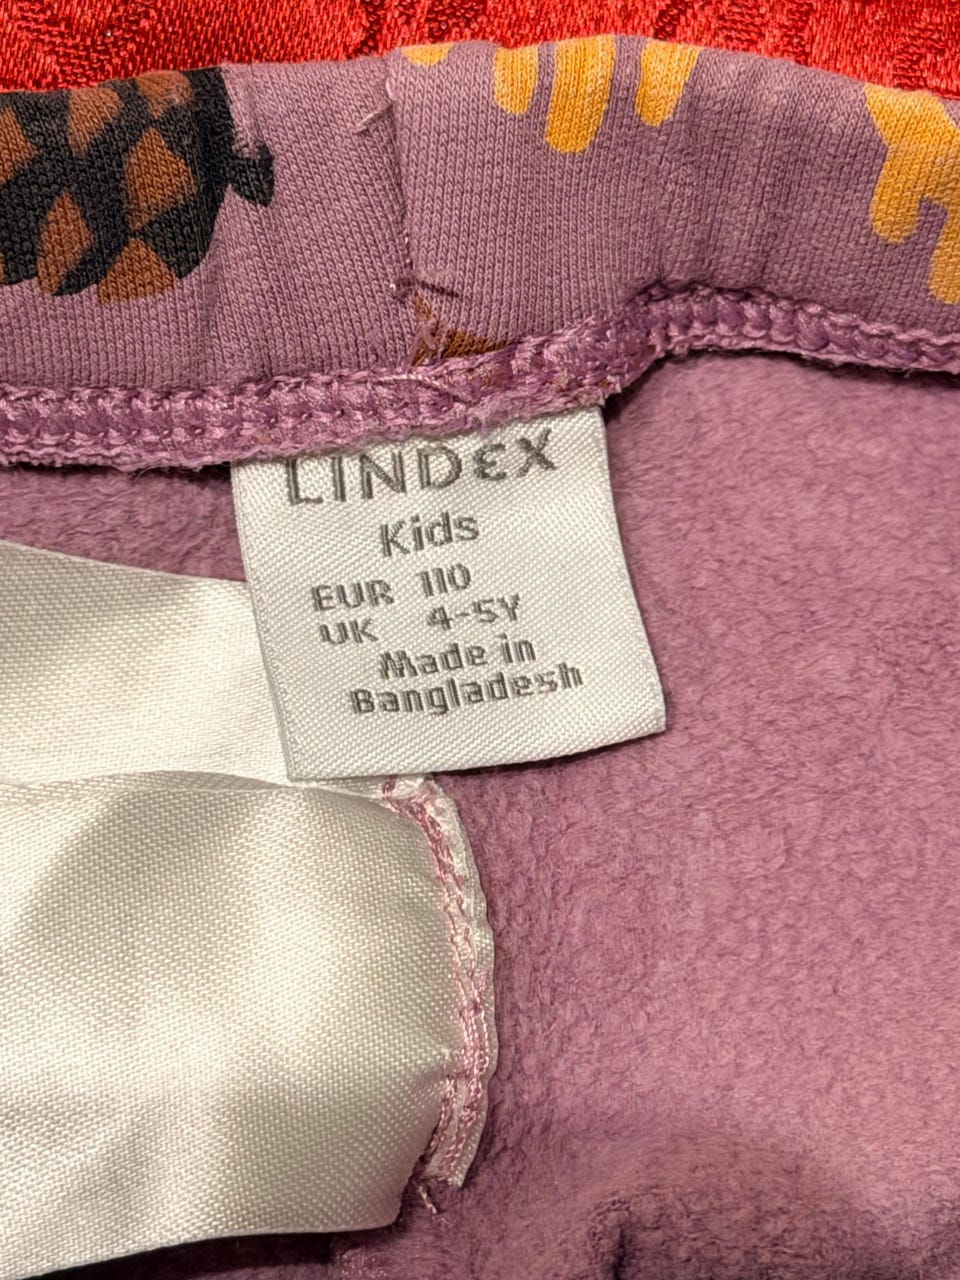 LINDEX
Kids
EUR 110
UK 4-5Y
Made in
Bangladesh